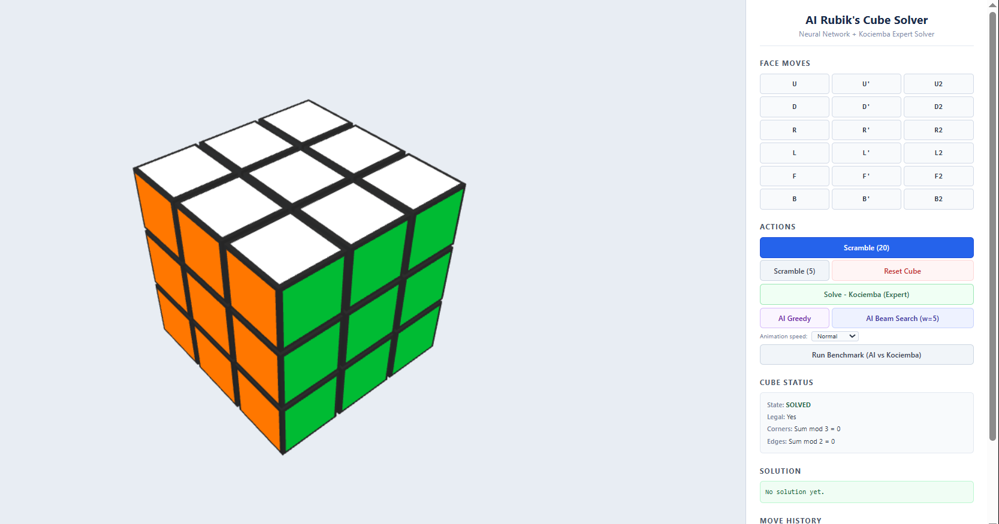 AI Rubik's Cube Solver
Neural Network + Kociemba Expert Solver
FACE MOVES
U U' U2
D D' D2
R R' R2
L L' L2
F F' F2
B B' B2
ACTIONS
Scramble (20)
Scramble (5) Reset Cube
Solve - Kociemba (Expert)
AI Greedy AI Beam Search (w=5)
Animation speed: Normal
Run Benchmark (AI vs Kociemba)
CUBE STATUS
State: SOLVED
Legal: Yes
Corners: Sum mod 3 = 0
Edges: Sum mod 2 = 0
SOLUTION
No solution yet.
MOVE HISTORY